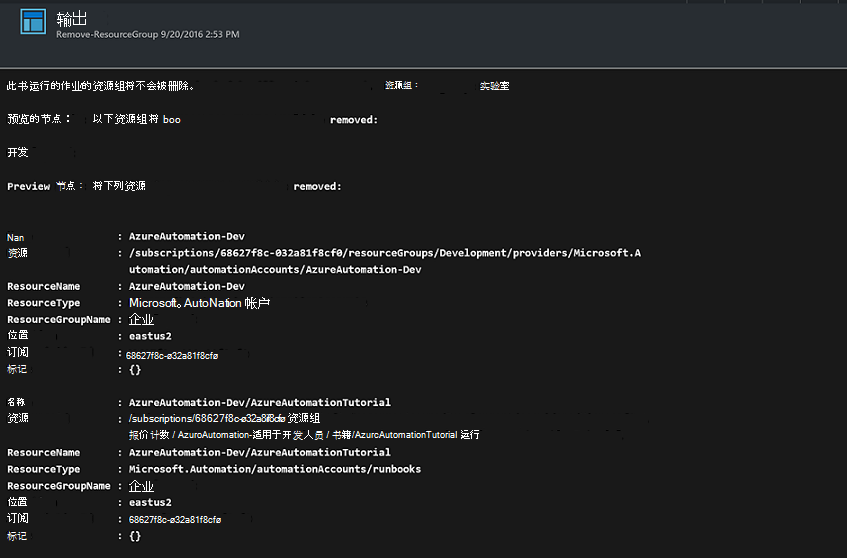 输出
Remove-ResourceGroup 9/20/2016 2:53 PM
此书运行的作业的资源组将不会被删除。 资源组： 实验室
预览的节点： 以下资源组将 boo removed:
开发
Preview 节点： 将下列资源 removed:
Nan : AzureAutomation-Dev
资源 : /subscriptions/68627f8c-032a81f8cf0/resourceGroups/Development/providers/Microsoft.A
utomation/automationAccounts/AzureAutomation-Dev
ResourceName : AzureAutomation-Dev
ResourceType : Microsoft。AutoNation 帐户
ResourceGroupName : 企业
位置 : eastus2
订阅 : 68627f8c-ø32a81f8cfø
标记 : {}
名称 : AzureAutomation-Dev/AzureAutomationTutorial
资源 : /subscriptions/68627f8c-ø32a8f8cfø 资源组
报价计数 / AzuroAutomation-适用于开发人员 / 书籍/AzurcAutomationTutorial 运行
ResourceName : AzureAutomation-Dev/AzureAutomationTutorial
ResourceType : Microsoft.Automation/automationAccounts/runbooks
ResourceGroupName : 企业
位置 : eastus2
订阅 : 68627f8c-ø32a81f8cfø
标记 : {}